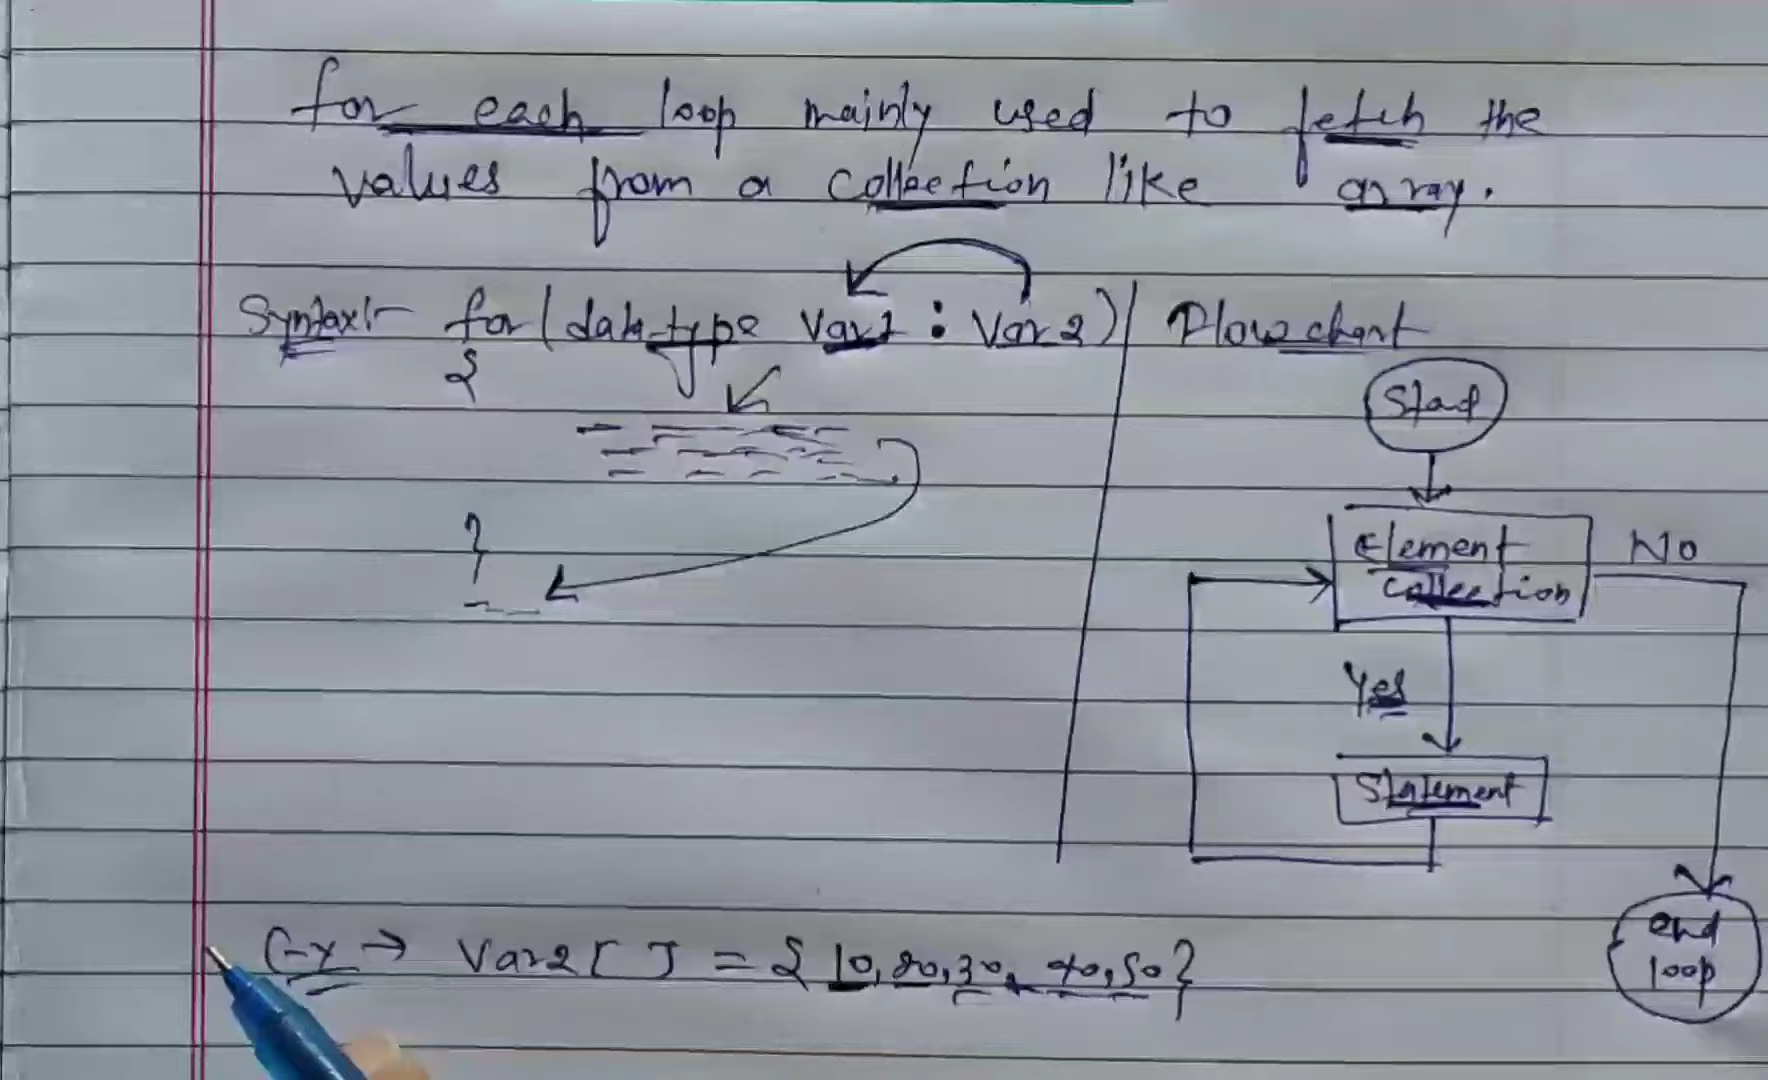 for each loop mainly used to fetch the
values from a collection like array.
Syntax:- for(data-type Var1 : Var2)
{
}
Flowchart
Start
Element
collection
No
Yes
Statement
end
loop
Ex → Var2[ ] = {10,20,30, 40,50}